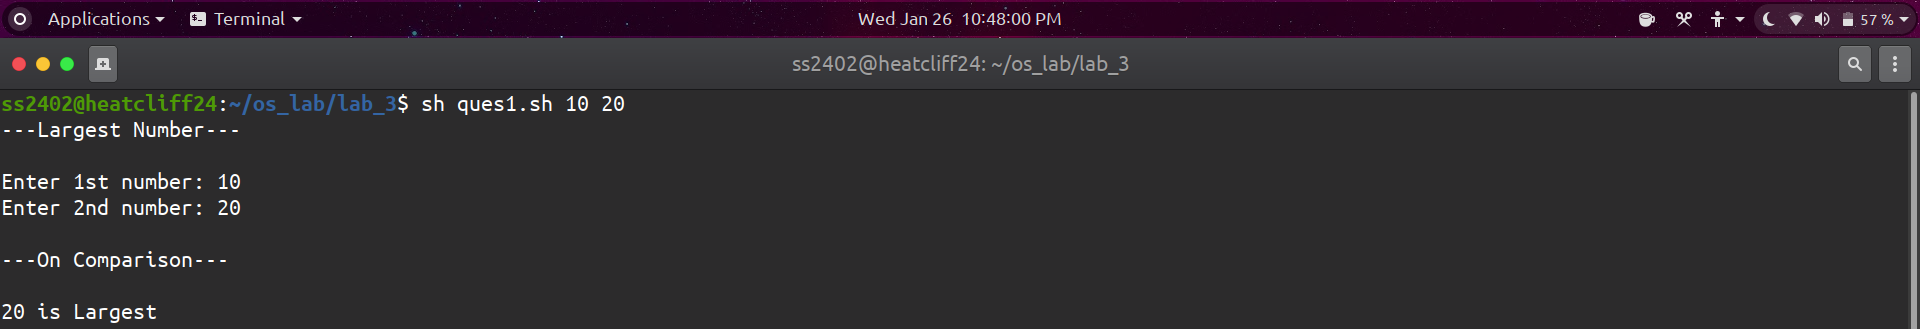 Applications Terminal Wed Jan 26 10:48:00 PM 57 %
ss2402@heatcliff24: ~/os_lab/lab_3
ss2402@heatcliff24:~/os_lab/lab_3$ sh ques1.sh 10 20
---Largest Number---
Enter 1st number: 10
Enter 2nd number: 20
---On Comparison---
20 is Largest